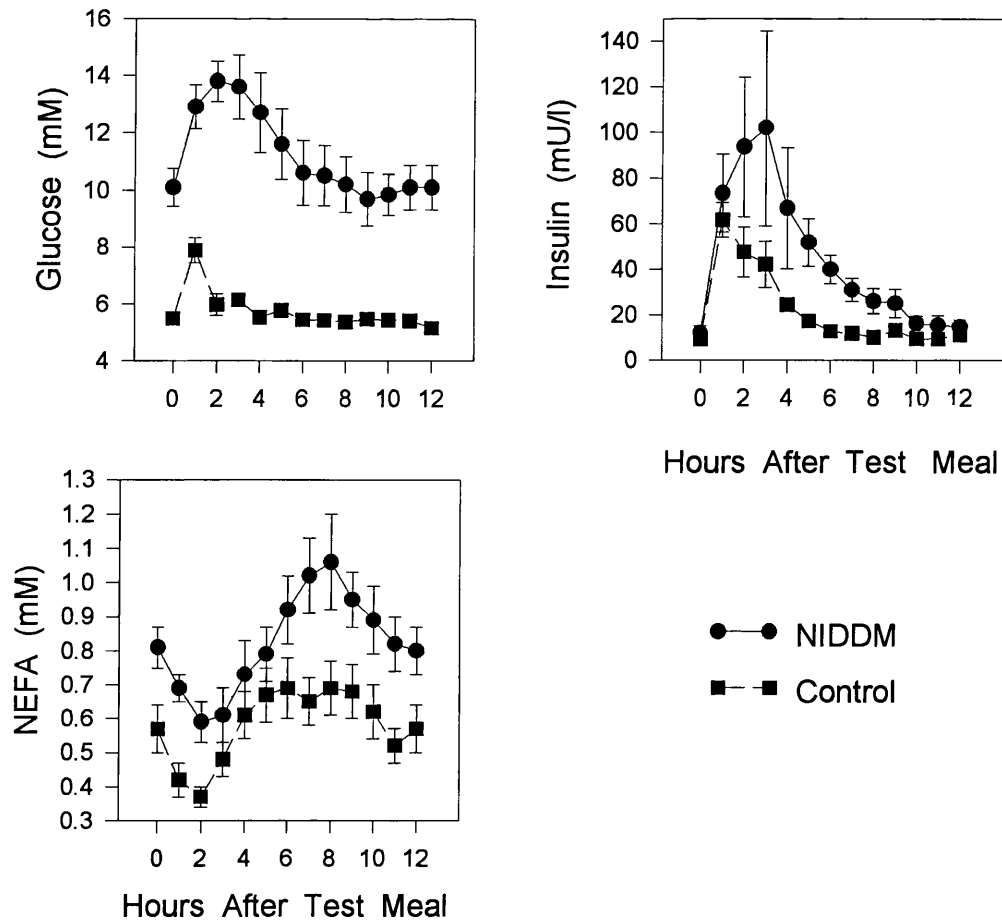 Glucose (mM)
16
14
12
10
8
6
4
0 2 4 6 8 10 12
Insulin (mU/l)
140
120
100
80
60
40
20
0
0 2 4 6 8 10 12
Hours After Test Meal
NEFA (mM)
1.3
1.2
1.1
1.0
0.9
0.8
0.7
0.6
0.5
0.4
0.3
0 2 4 6 8 10 12
Hours After Test Meal
NIDDM
Control